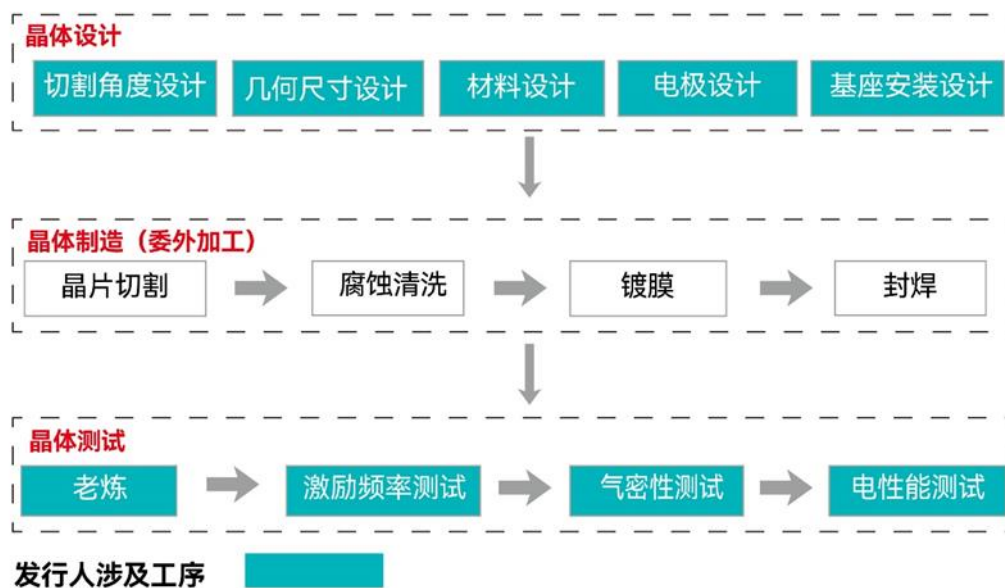 晶体设计
切割角度设计 几何尺寸设计 材料设计 电极设计 基座安装设计
晶体制造（委外加工）
晶片切割 腐蚀清洗 镀膜 封焊
晶体测试
老炼 激励频率测试 气密性测试 电性能测试
发行人涉及工序